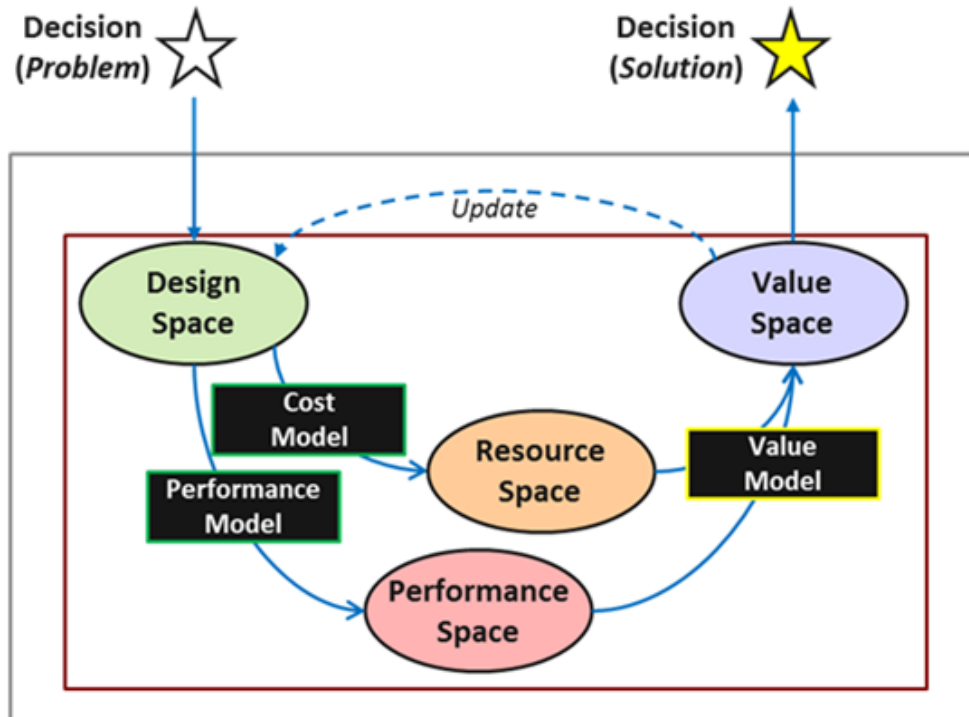 Decision
(Problem)
Decision
(Solution)
Update
Design
Space
Value
Space
Cost
Model
Resource
Space
Value
Model
Performance
Model
Performance
Space